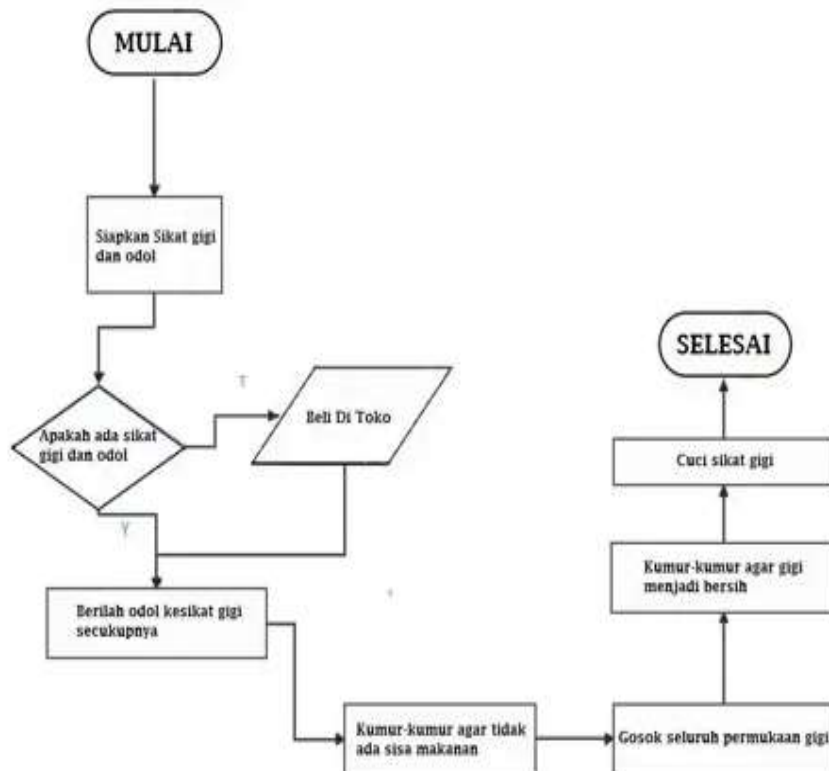 MULAI
Siapkan Sikat gigi
dan odol
Apakah ada sikat
gigi dan odol
T
Beli Di Toko
Y
Berilah odol kesikat gigi
secukupnya
Kumur-kumur agar tidak
ada sisa makanan
Gosok seluruh permukaan gigi
Kumur-kumur agar gigi
menjadi bersih
Cuci sikat gigi
SELESAI